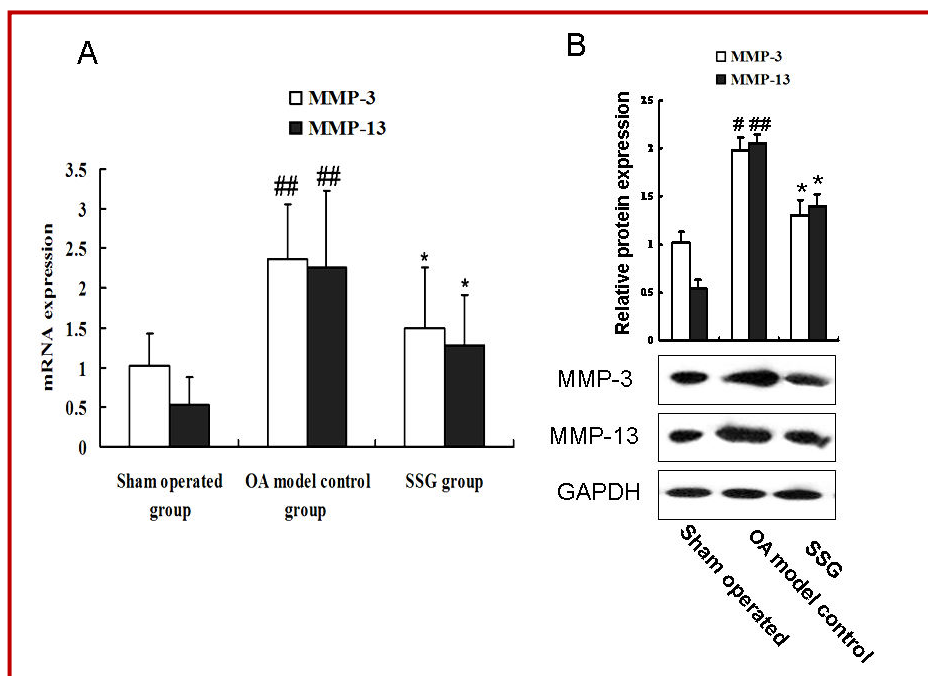 A
MMP-3
MMP-13
mRNA expression
3.5
3
2.5
2
1.5
1
0.5
0
##
##
*
*
Sham operated
group
OA model control
group
SSG group
B
MMP-3
MMP-13
Relative protein expression
2.5
2
1.5
1
0.5
0
# ##
* *
MMP-3
MMP-13
GAPDH
Sham operated
OA model control
SSG